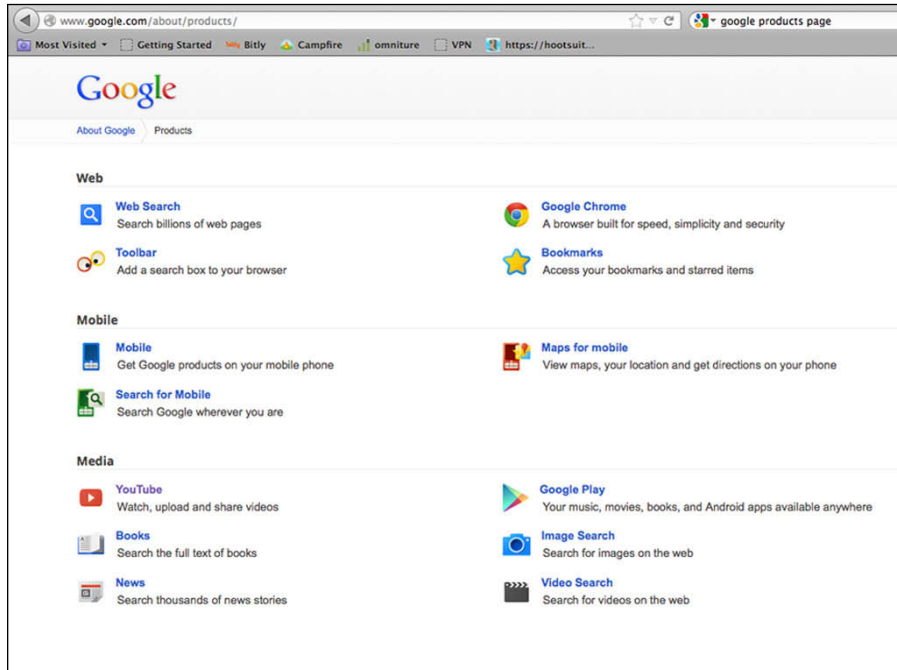 www.google.com/about/products/
google products page
Most Visited
Getting Started
Bitly
Campfire
omniture
VPN
https://hootsuit...
Google
About Google
Products
Web
Web Search
Search billions of web pages
Google Chrome
A browser built for speed, simplicity and security
Toolbar
Add a search box to your browser
Bookmarks
Access your bookmarks and starred items
Mobile
Mobile
Get Google products on your mobile phone
Maps for mobile
View maps, your location and get directions on your phone
Search for Mobile
Search Google wherever you are
Media
YouTube
Watch, upload and share videos
Google Play
Your music, movies, books, and Android apps available anywhere
Books
Search the full text of books
Image Search
Search for images on the web
News
Search thousands of news stories
Video Search
Search for videos on the web